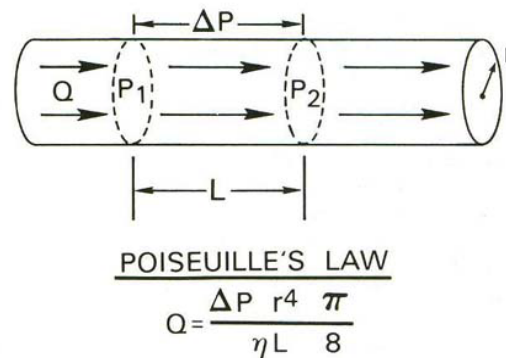 ΔP
Q P₁ P₂
L
POISEUILLE'S LAW
Q = ΔP r⁴ π
ηL 8